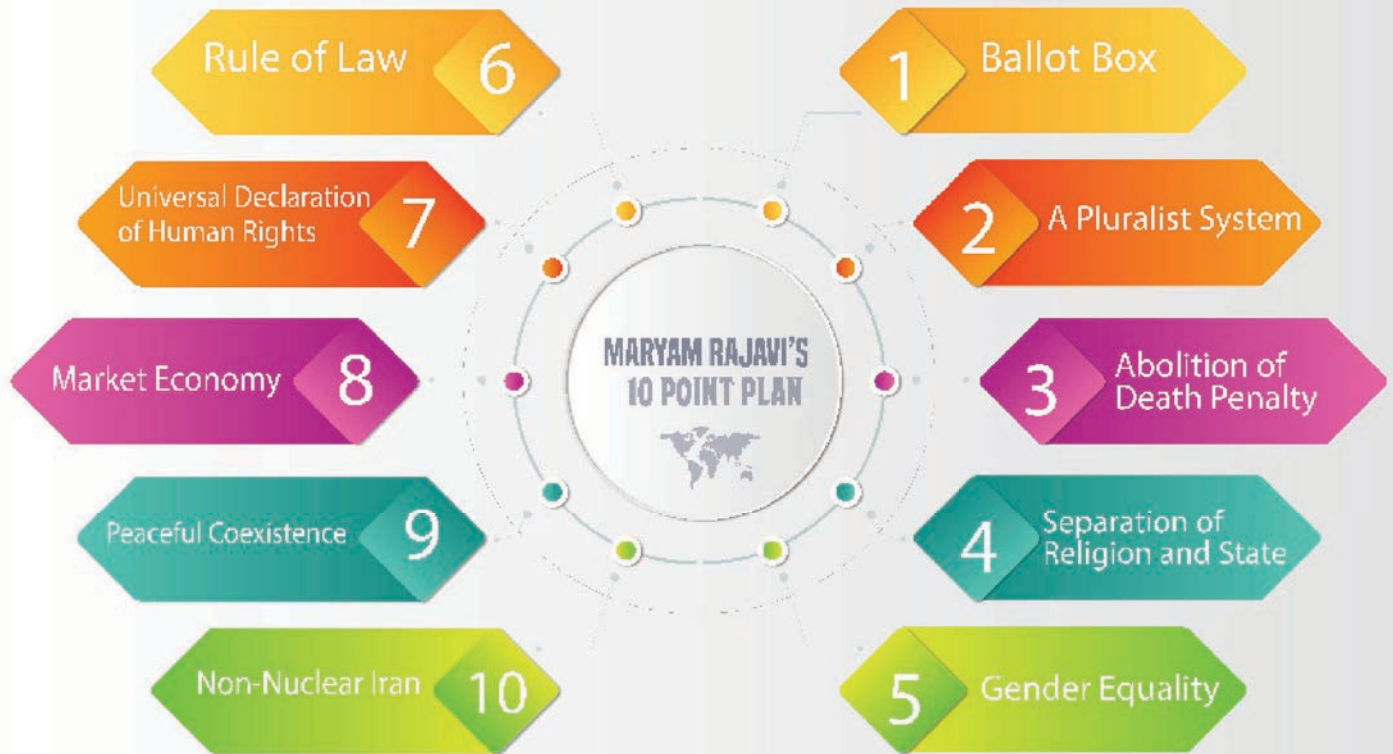 MARYAM RAJAVI'S
10 POINT PLAN
1
Ballot Box
2
A Pluralist System
3
Abolition of
Death Penalty
4
Separation of
Religion and State
5
Gender Equality
6
Rule of Law
7
Universal Declaration
of Human Rights
8
Market Economy
9
Peaceful Coexistence
10
Non-Nuclear Iran